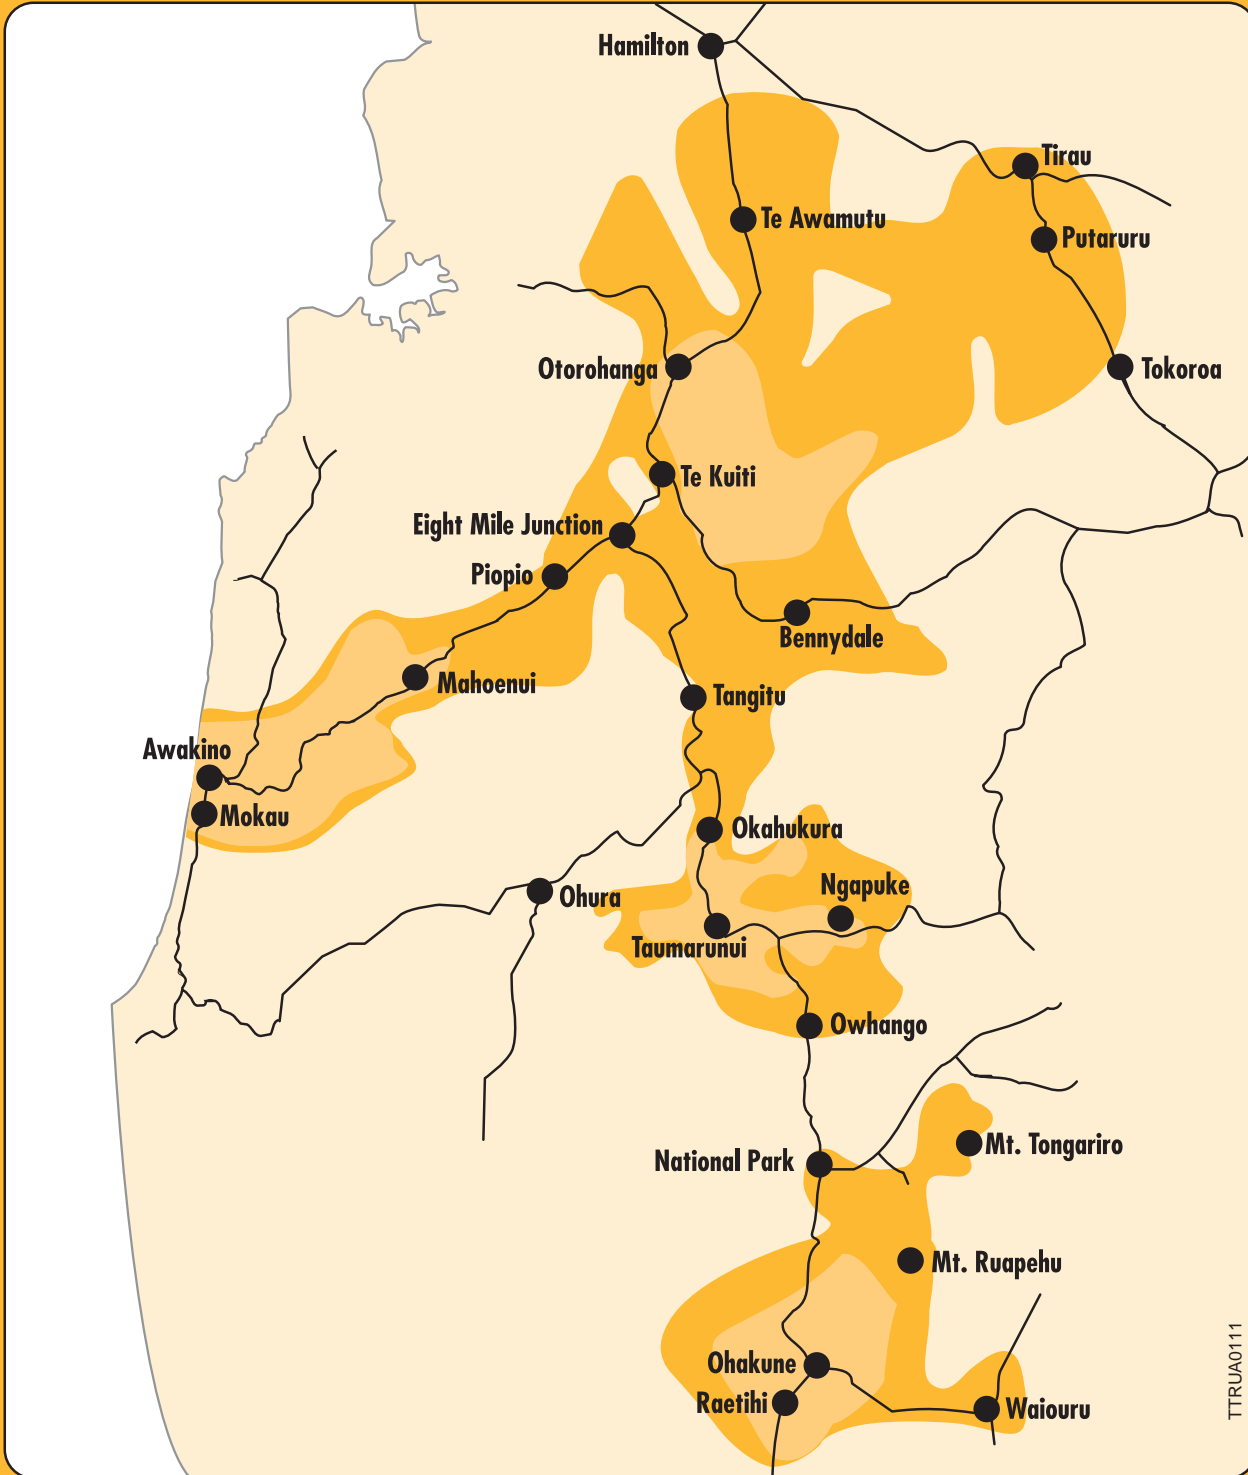 Hamilton
Tirau
Te Awamutu
Putaruru
Otorohanga
Tokoroa
Te Kuiti
Eight Mile Junction
Piopio
Bennydale
Mahoenui
Tangitu
Awakino
Mokau
Okahukura
Ngapuke
Ohura
Taumarunui
Owhango
Mt. Tongariro
National Park
Mt. Ruapehu
Ohakune
Raetihi
Waiouru
TTRUA0111